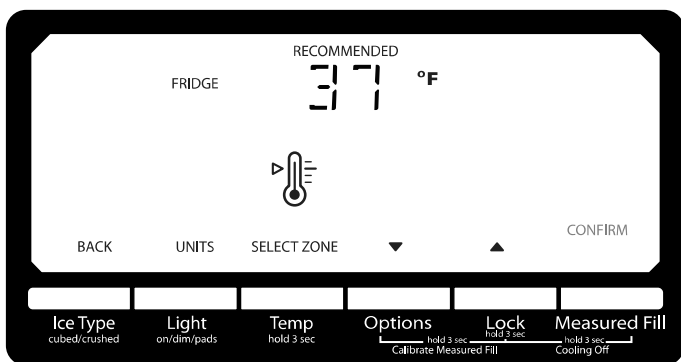 RECOMMENDED
FRIDGE 37 °F
BACK UNITS SELECT ZONE ▼ ▲ CONFIRM
Ice Type Light Temp Options Lock Measured Fill
cubed/crushed on/dim/pads hold 3 sec hold 3 sec
hold 3 sec hold 3 sec
Calibrate Measured Fill Cooling Off